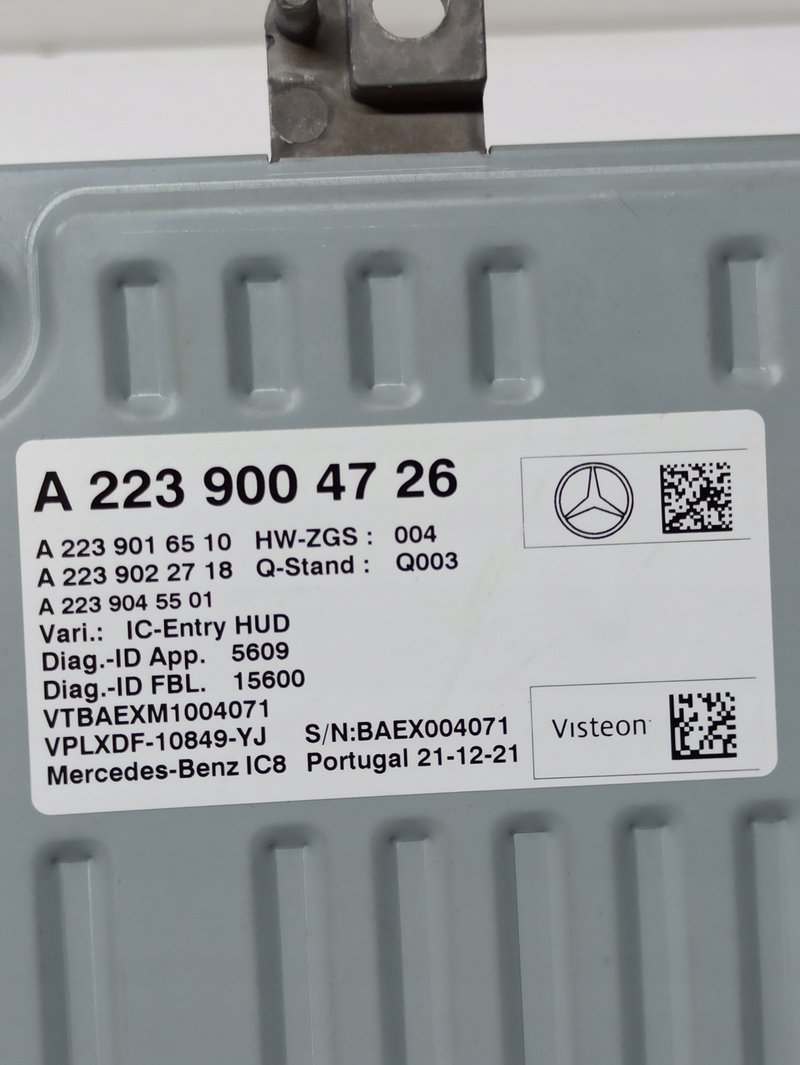 A 223 900 47 26
A 223 901 65 10 HW-ZGS : 004
A 223 902 27 18 Q-Stand : Q003
A 223 904 55 01
Vari.: IC-Entry HUD
Diag.-ID App. 5609
Diag.-ID FBL. 15600
VTBAEXM1004071
VPLXDF-10849-YJ S/N:BAEX004071
Mercedes-Benz IC8 Portugal 21-12-21
Visteon